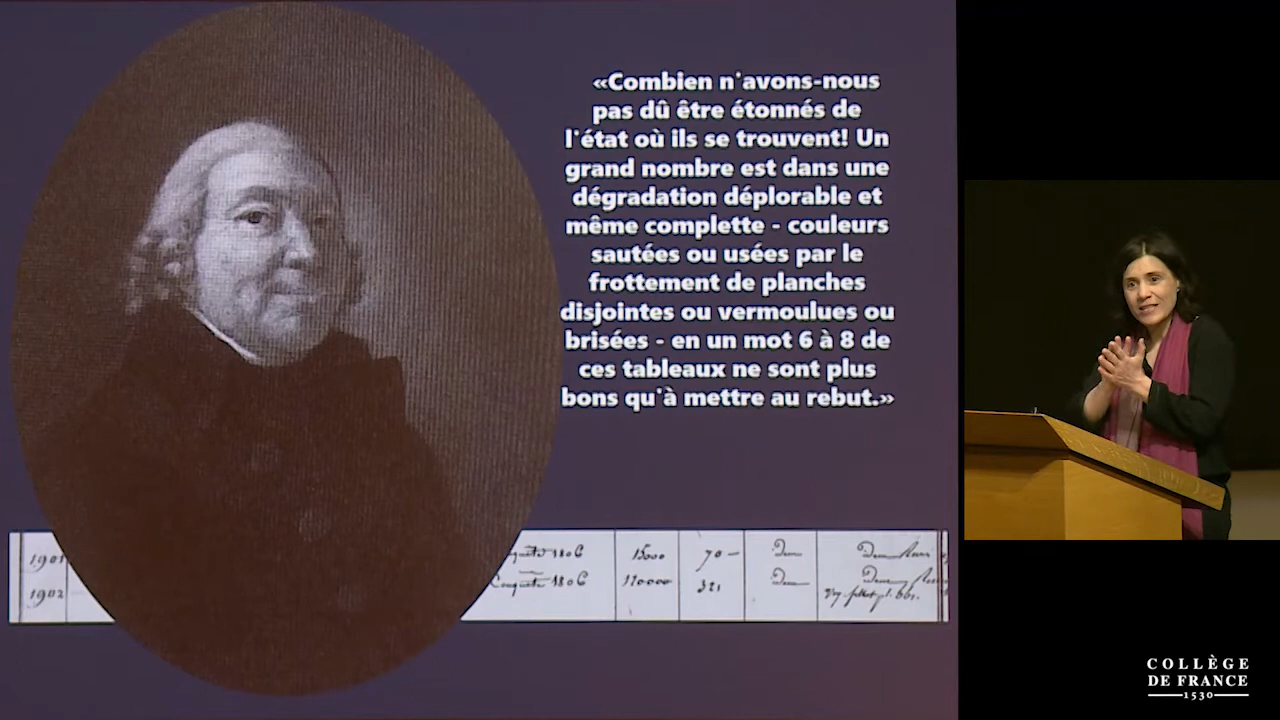 «Combien n'avons-nous
pas dû être étonnés de
l'état où ils se trouvent! Un
grand nombre est dans une
dégradation déplorable et
même complette - couleurs
sautées ou usées par le
frottement de planches
disjointes ou vermoulues ou
brisées - en un mot 6 à 8 de
ces tableaux ne sont plus
bons qu'à mettre au rebut.»
1806 15000 70
1902 Conquête 1806 120000 321
COLLÈGE
DE FRANCE
1530